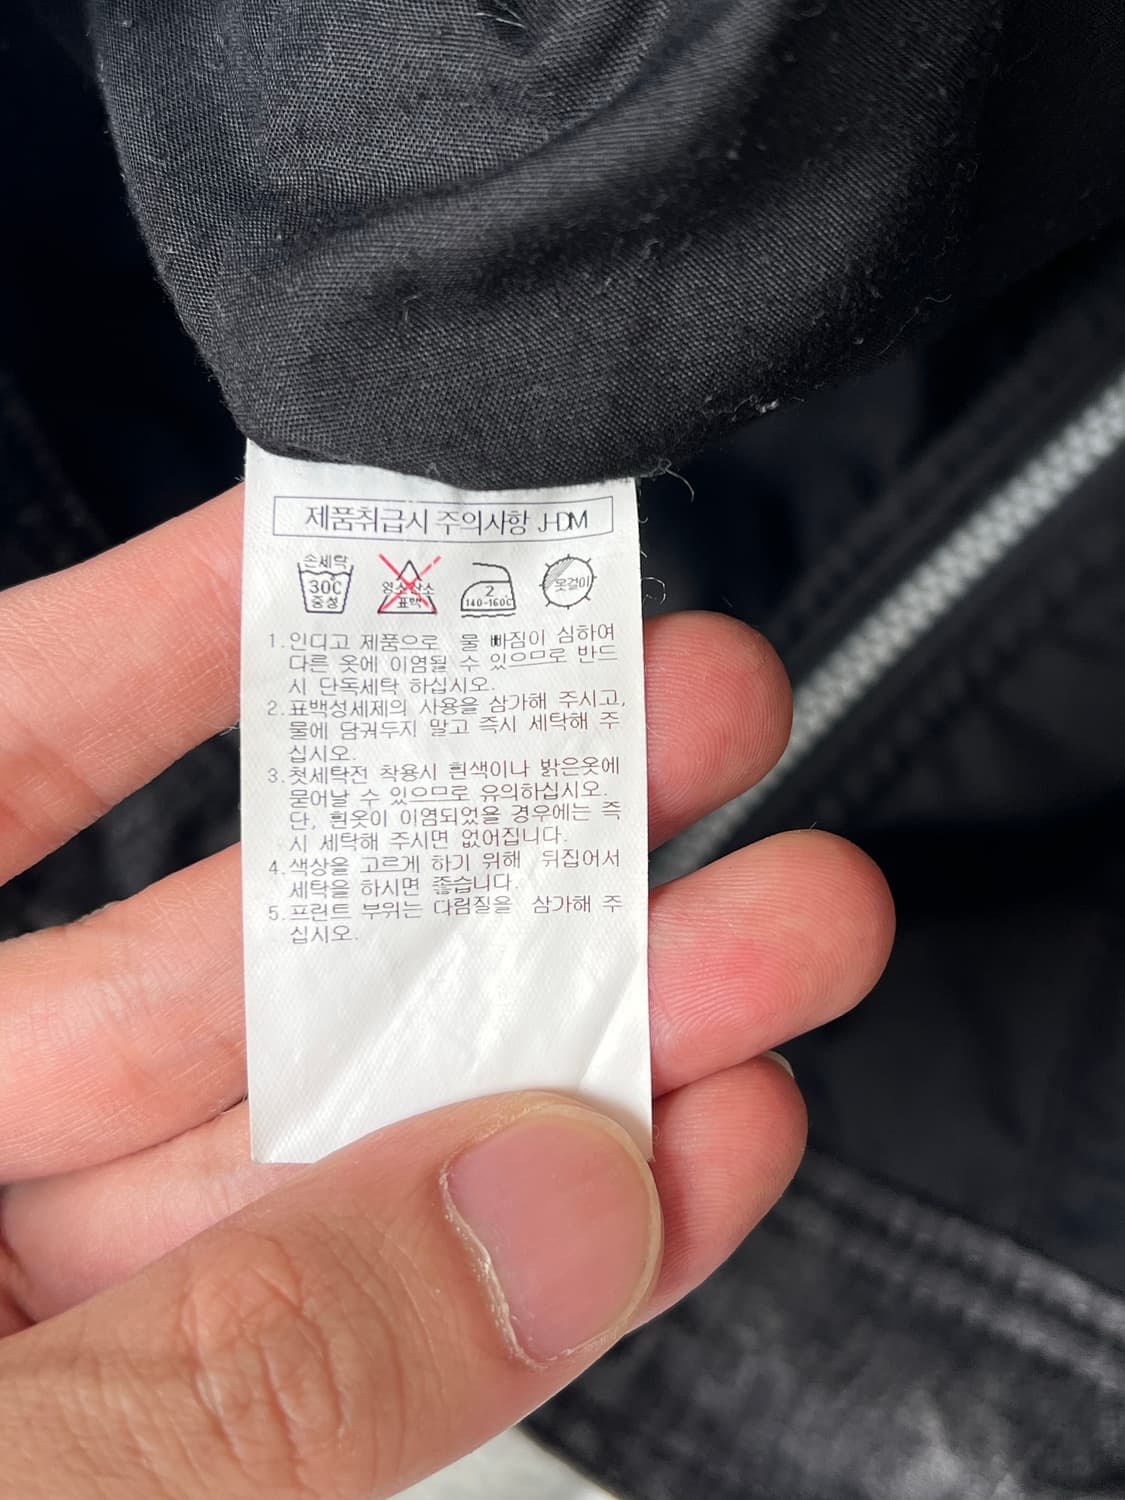 제품취급시 주의사항 J-DM
손세탁
30C
중성
염소산소
표백
2
140-160C
옷걸이
1. 인디고 제품으로 물 빠짐이 심하여
다른 옷에 이염될 수 있으므로 반드
시 단독세탁 하십시오.
2. 표백성세제의 사용을 삼가해 주시고,
물에 담궈두지 말고 즉시 세탁해 주
십시오.
3. 첫세탁전 착용시 흰색이나 밝은옷에
묻어날 수 있으므로 유의하십시오.
단, 흰옷이 이염되었을 경우에는 즉
시 세탁해 주시면 없어집니다.
4. 색상을 고르게 하기 위해 뒤집어서
세탁을 하시면 좋습니다.
5. 프린트 부위는 다림질을 삼가해 주
십시오.